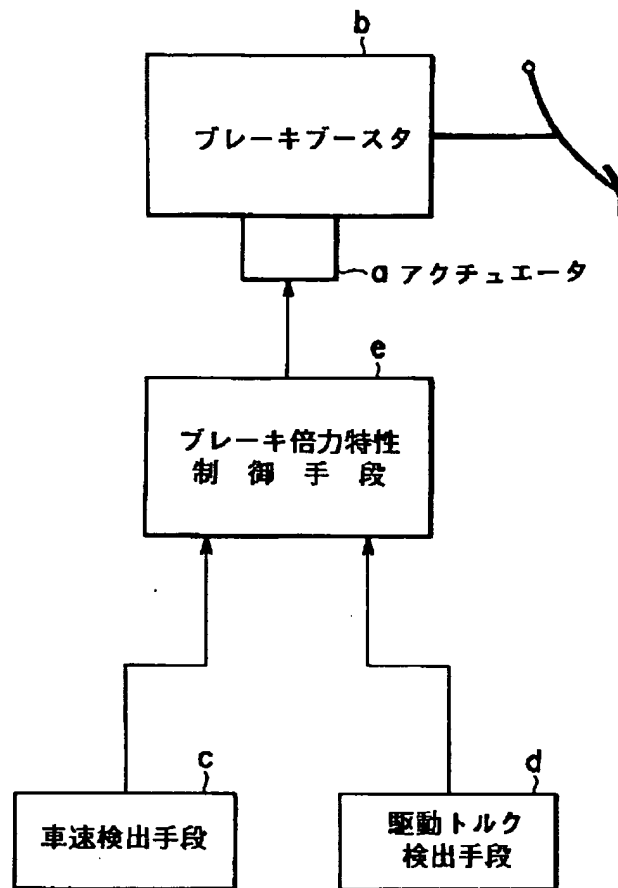 b
ブレーキブースタ
a アクチュエータ
e
ブレーキ倍力特性
制御手段
c
車速検出手段
d
駆動トルク
検出手段